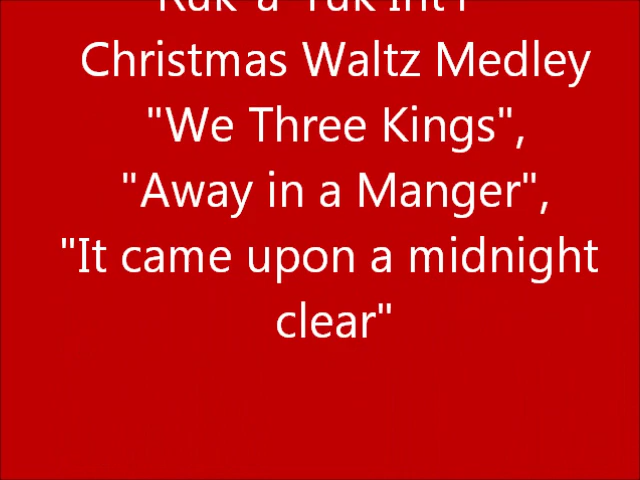 Christmas Waltz Medley
"We Three Kings",
"Away in a Manger",
"It came upon a midnight
clear"